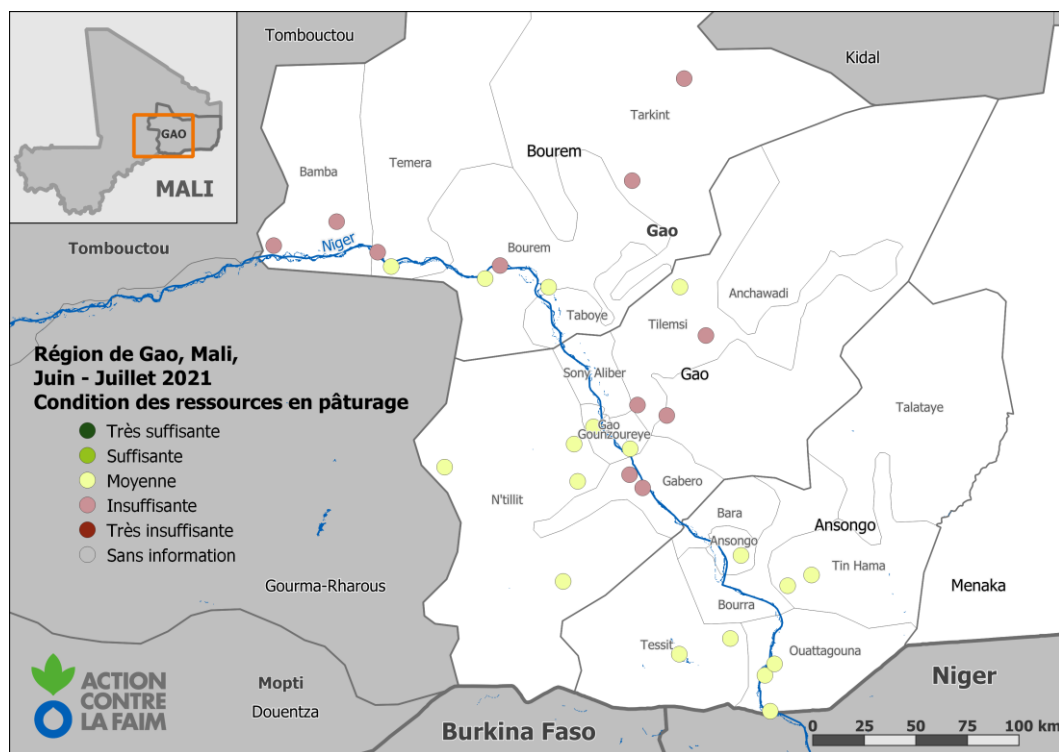 Tombouctou
Kidal
GAO
MALI
Tarkint
Bourem
Temera
Bamba
Gao
Niger
Bourem
Tombouctou
Anchawadi
Taboye
Tilemsi
Région de Gao, Mali,
Juin - Juillet 2021
Condition des ressources en pâturage
Très suffisante
Suffisante
Moyenne
Insuffisante
Très insuffisante
Sans information
Sony Aliber
Gao
Talataye
Gao
Gounzoureye
N'tillit
Gabero
Bara
Ansongo
Ansongo
Tin Hama
Menaka
Gourma-Rharous
Bourra
Tessit
Ouattagouna
Niger
ACTION
CONTRE
LA FAIM
Mopti
Douentza
Burkina Faso
0 25 50 75 100 km